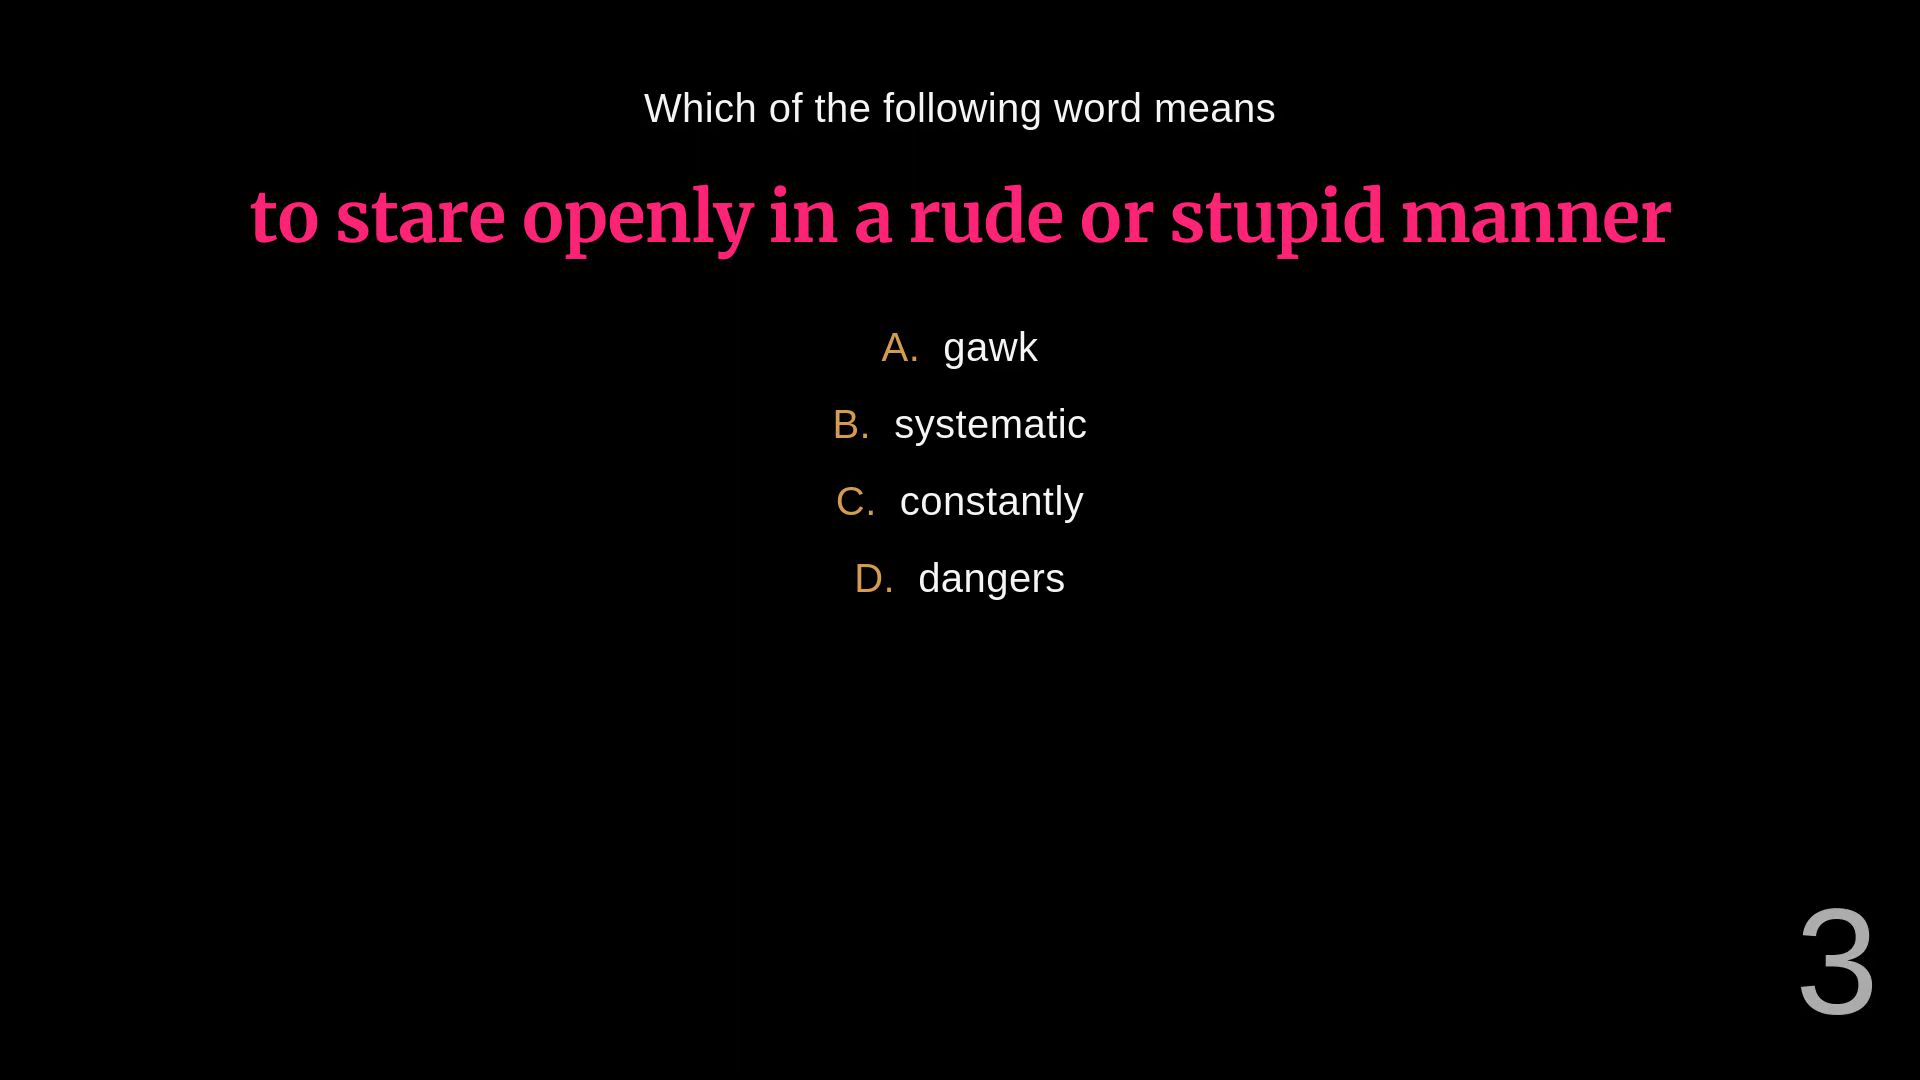 Which of the following word means
to stare openly in a rude or stupid manner
A. gawk
B. systematic
C. constantly
D. dangers
3